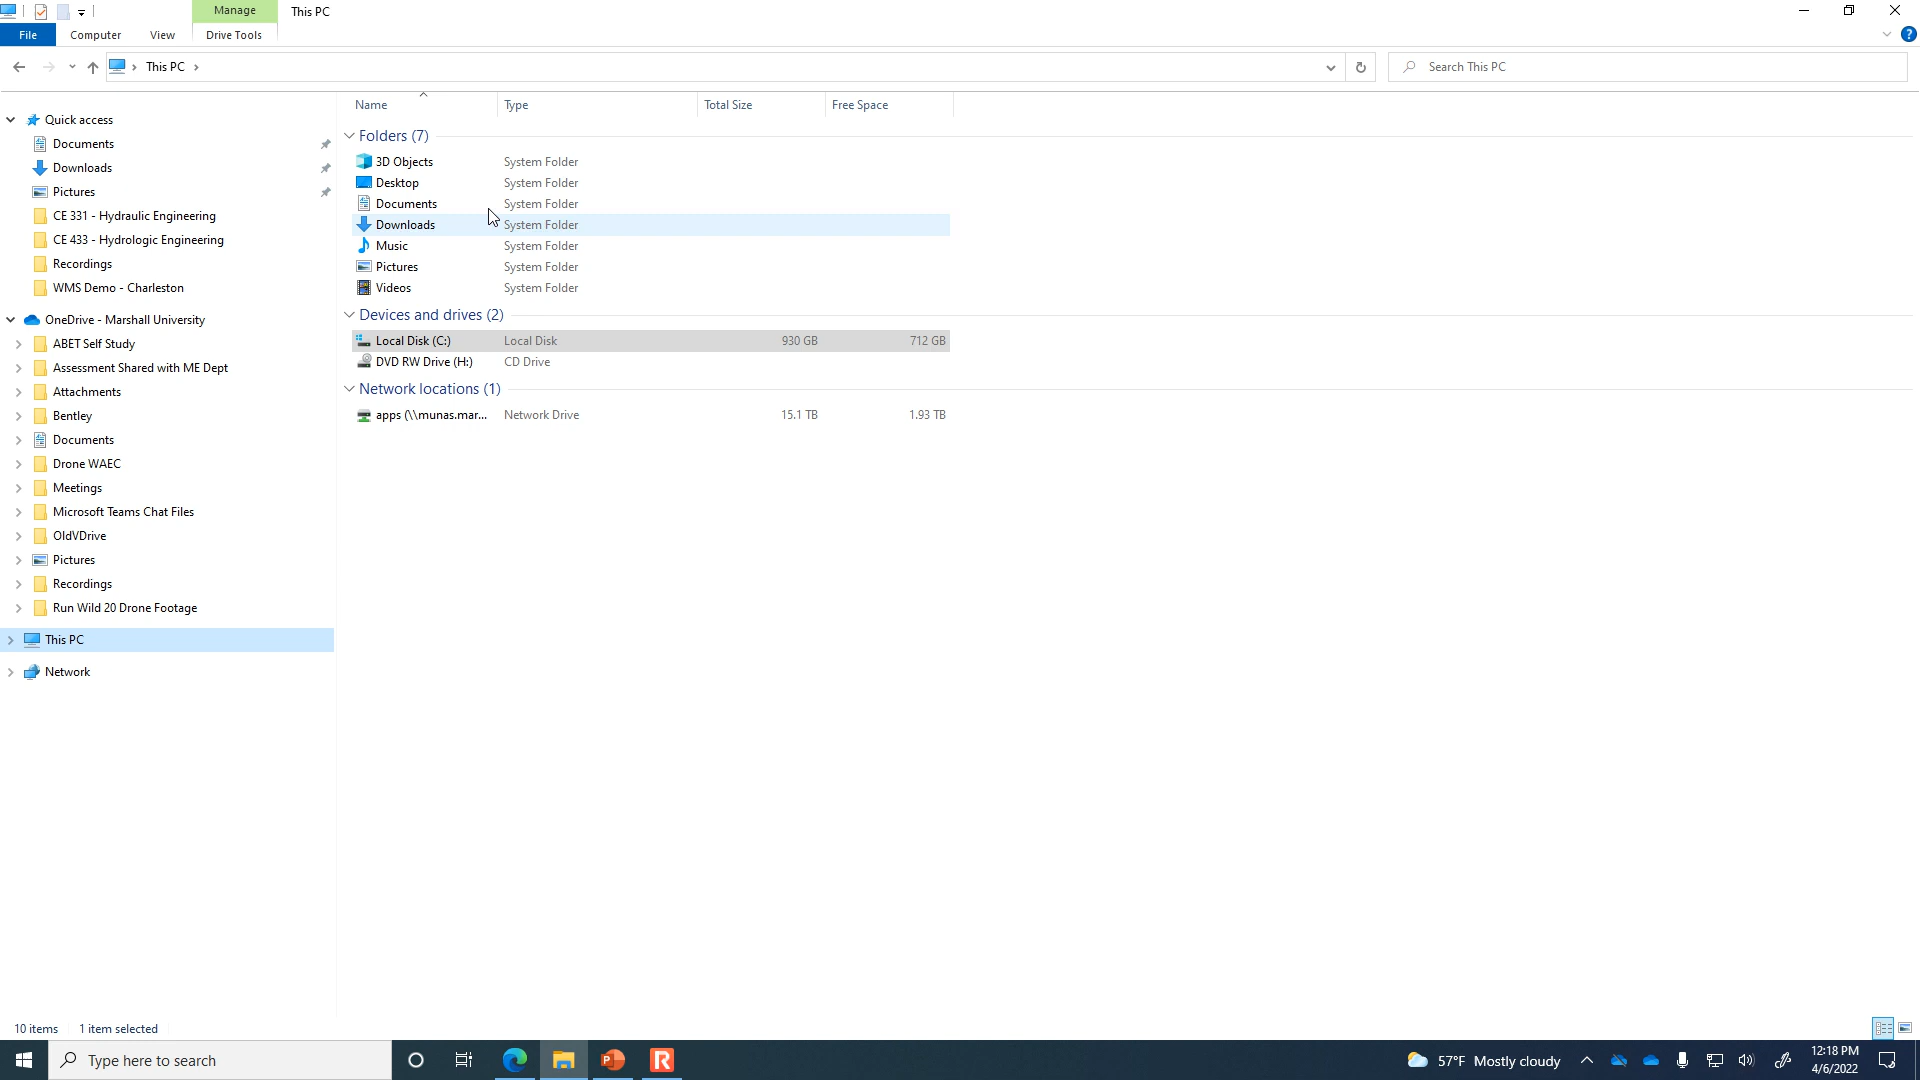 Manage
This PC
File
Computer
View
Drive Tools
?
This PC
Search This PC
Name
Type
Total Size
Free Space
Quick access
Documents
Downloads
Pictures
CE 331 - Hydraulic Engineering
CE 433 - Hydrologic Engineering
Recordings
WMS Demo - Charleston
OneDrive - Marshall University
ABET Self Study
Assessment Shared with ME Dept
Attachments
Bentley
Documents
Drone WAEC
Meetings
Microsoft Teams Chat Files
OldVDrive
Pictures
Recordings
Run Wild 20 Drone Footage
This PC
Network
Folders (7)
3D Objects System Folder
Desktop System Folder
Documents System Folder
Downloads System Folder
Music System Folder
Pictures System Folder
Videos System Folder
Devices and drives (2)
Local Disk (C:) Local Disk 930 GB 712 GB
DVD RW Drive (H:) CD Drive
Network locations (1)
apps (\\munas.mar... Network Drive 15.1 TB 1.93 TB
10 items 1 item selected
Type here to search
P
R
57°F Mostly cloudy
12:18 PM
4/6/2022